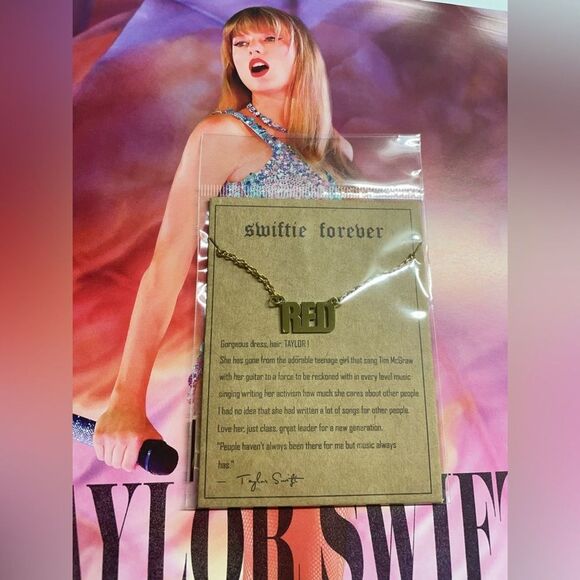 swiftie forever
RED
Gorgeous dress, hair, TAYLOR !
She has gone from the adorable teenage girl that sang Tim McGraw
with her guitar to a force to be reckoned with in every level music
singing writing her activism how much she cares about other people
I had no idea that she had written a lot of songs for other people.
Love her, just class, great leader for a new generation.
"People haven't always been there for me but music always
has."
— Taylor Swift
AYLOR SWIF